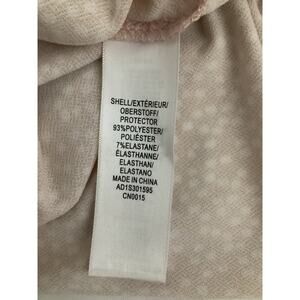 SHELL/EXTÉRIEUR/
OBERSTOFF/
PROTECTOR
93%POLYESTER/
POLIÉSTER
7%ELASTANE/
ÉLASTHANNE/
ELASTHAN/
ELASTANO
MADE IN CHINA
AD1S301595
CN0015